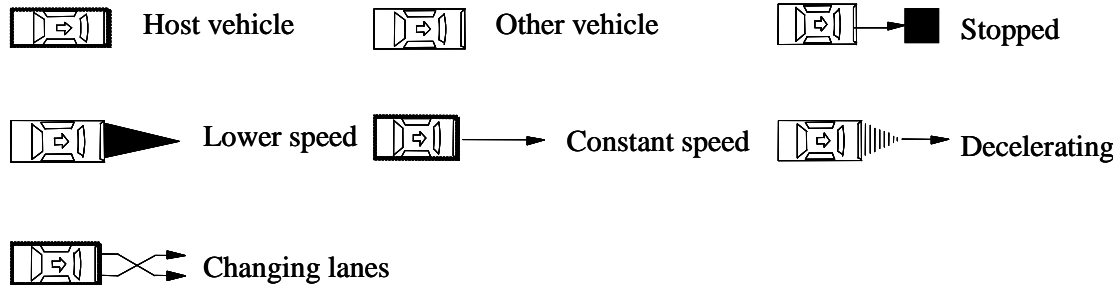 Host vehicle
Other vehicle
Stopped
Lower speed
Constant speed
Decelerating
Changing lanes